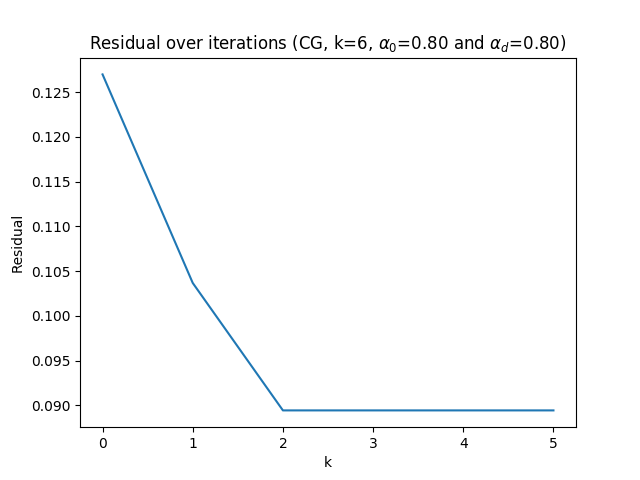 Residual over iterations (CG, k=6, α₀=0.80 and α_d=0.80)
0.125
0.120
0.115
0.110
0.105
0.100
0.095
0.090
Residual
0 1 2 3 4 5
k